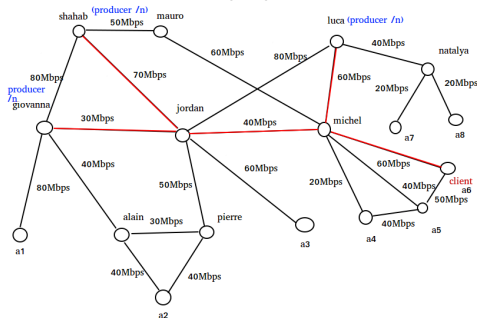 (producer /n)
shahab
mauro
50Mbps
luca (producer /n)
40Mbps
natalya
60Mbps
80Mbps
80Mbps
70Mbps
60Mbps
20Mbps
20Mbps
producer
/n
giovanna
30Mbps
jordan
40Mbps
michel
a7
a8
40Mbps
60Mbps
60Mbps
80Mbps
50Mbps
20Mbps
40Mbps
client
a6
50Mbps
alain
30Mbps
pierre
a3
a4
40Mbps
a5
a1
40Mbps
40Mbps
a2